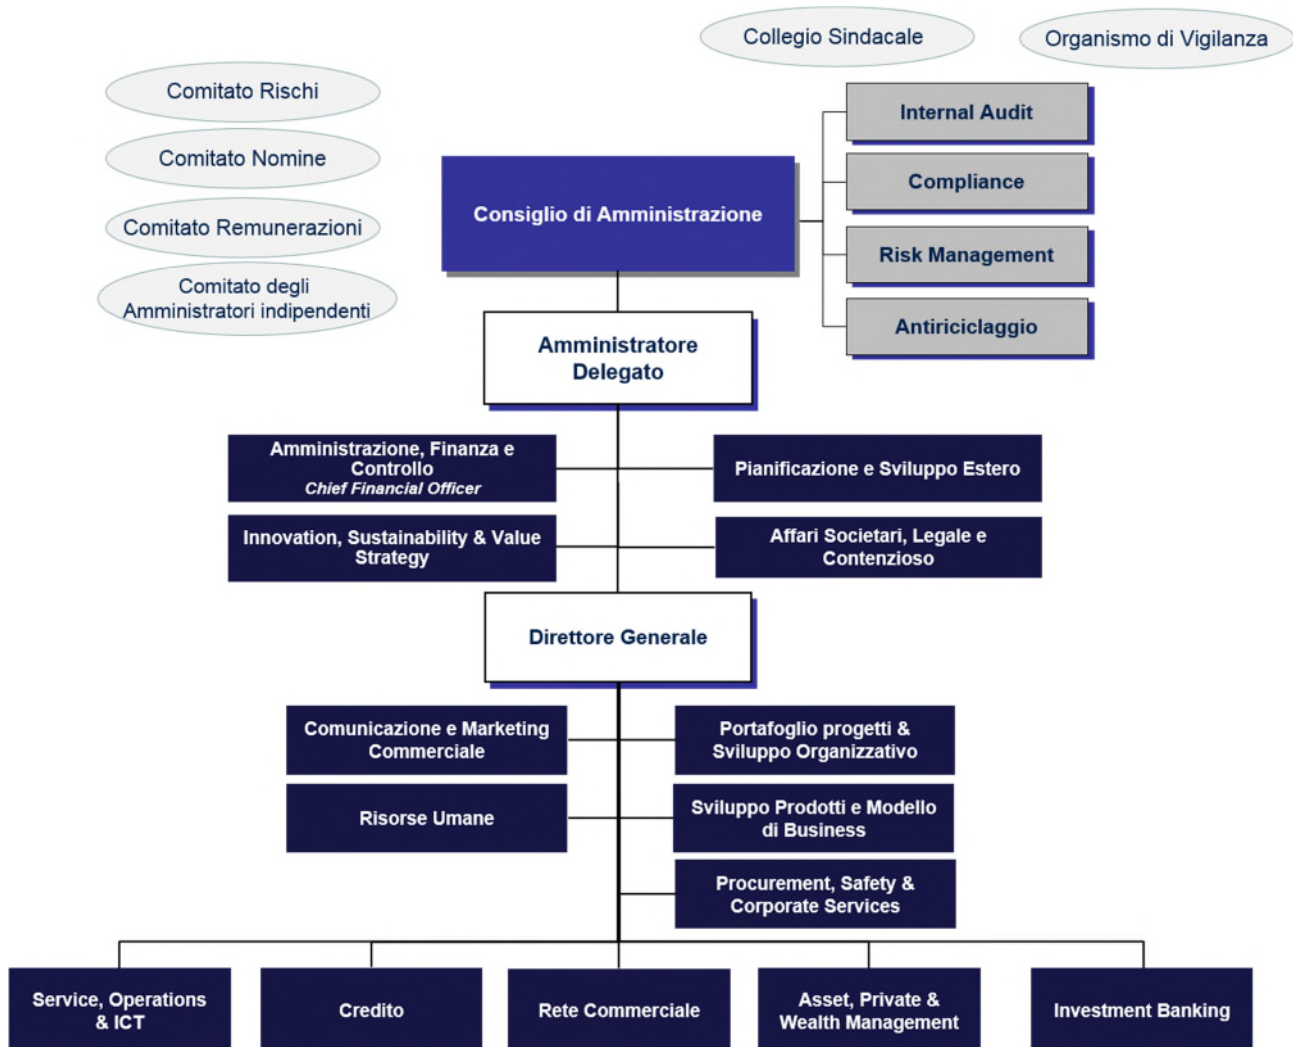 Collegio Sindacale
Organismo di Vigilanza
Comitato Rischi
Comitato Nomine
Comitato Remunerazioni
Comitato degli
Amministratori indipendenti
Internal Audit
Compliance
Risk Management
Antiriciclaggio
Consiglio di Amministrazione
Amministratore
Delegato
Amministrazione, Finanza e
Controllo
Chief Financial Officer
Pianificazione e Sviluppo Estero
Innovation, Sustainability & Value
Strategy
Affari Societari, Legale e
Contenzioso
Direttore Generale
Comunicazione e Marketing
Commerciale
Portafoglio progetti &
Sviluppo Organizzativo
Risorse Umane
Sviluppo Prodotti e Modello
di Business
Procurement, Safety &
Corporate Services
Service, Operations
& ICT
Credito
Rete Commerciale
Asset, Private &
Wealth Management
Investment Banking